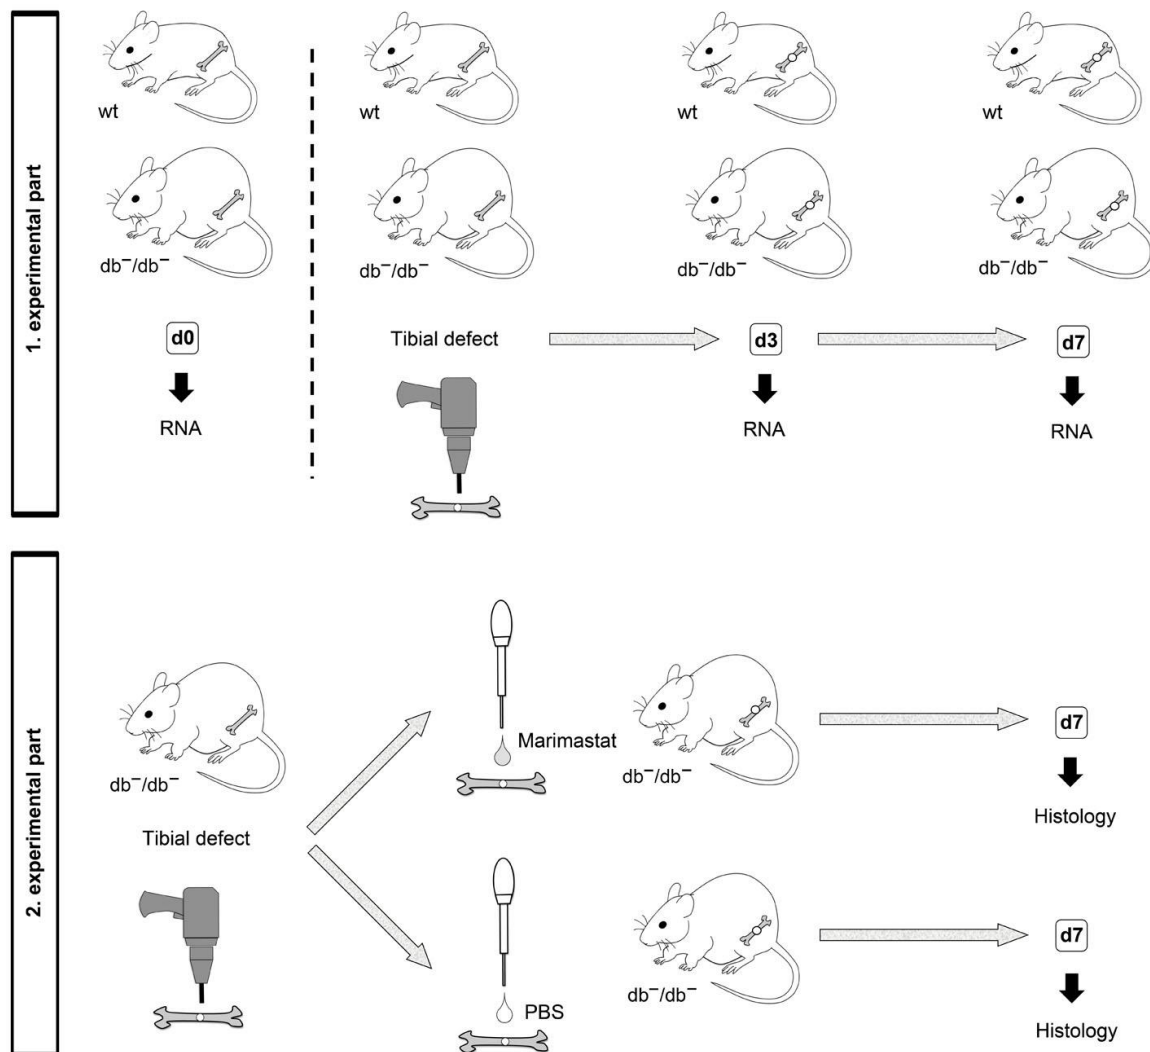 1. experimental part
wt
wt
wt
wt
db⁻/db⁻
db⁻/db⁻
db⁻/db⁻
db⁻/db⁻
d0
Tibial defect
d3
d7
RNA
RNA
RNA
2. experimental part
Marimastat
db⁻/db⁻
db⁻/db⁻
d7
Histology
Tibial defect
PBS
db⁻/db⁻
d7
Histology